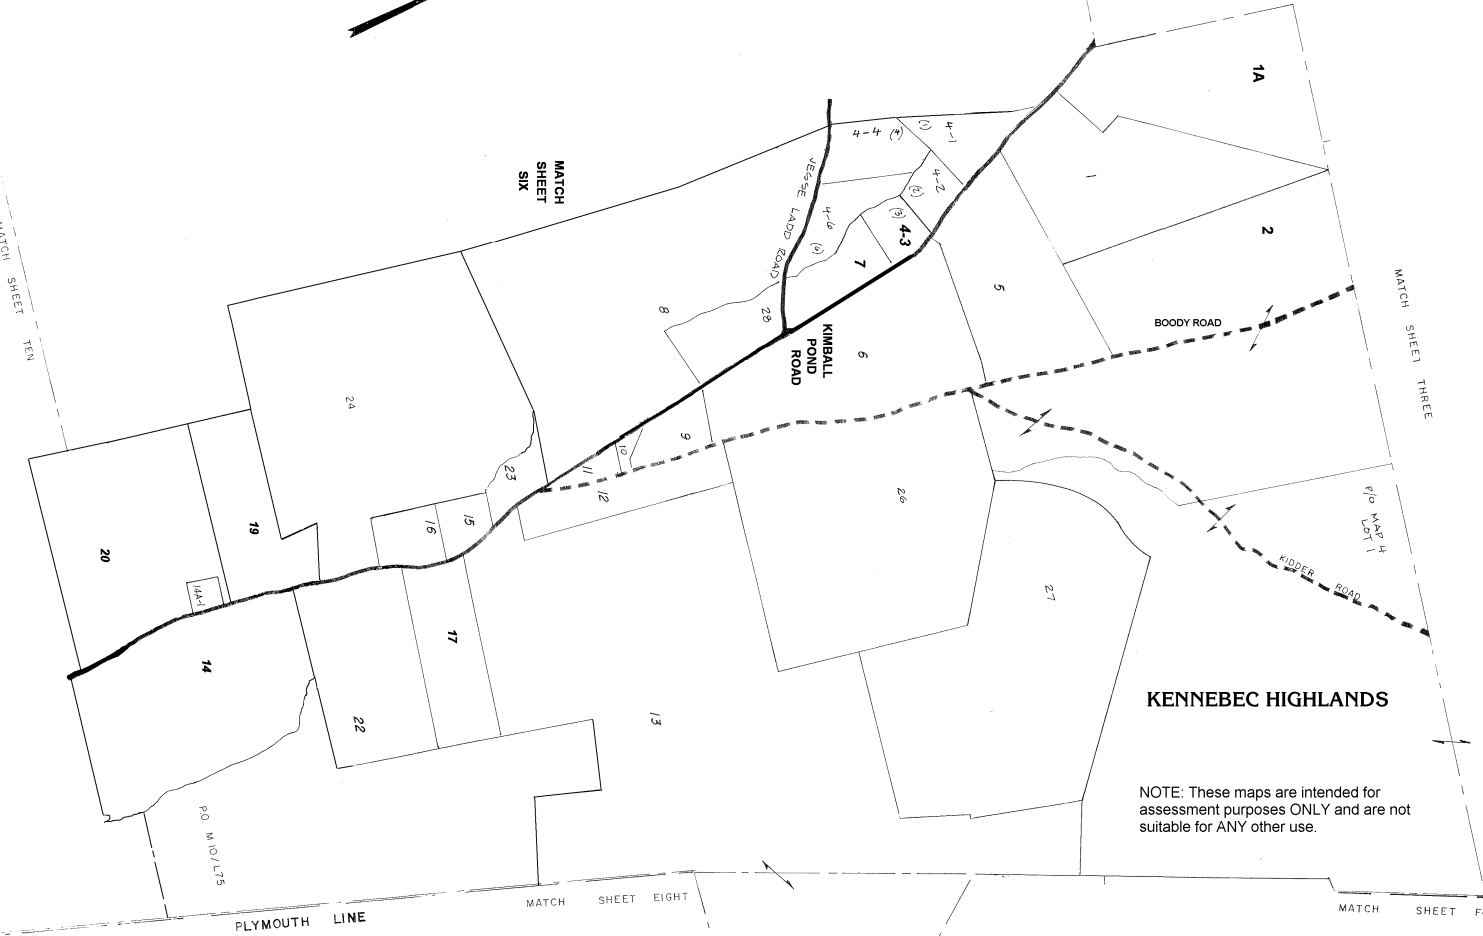 1A
4-4 (4)
(1) 4-1
MATCH
SHEET
SIX
JESSE LADD ROAD
4-2
(2)
1
(3)
4-3
4-6
(6)
2
MATCH SHEET TEN
7
5
MATCH SHEET THREE
8
28
BOODY ROAD
KIMBALL
POND
ROAD
6
24
9
10
11
23
12
26
P/O MAP 4
LOT 1
15
16
19
20
KIDDER ROAD
14A-1
27
17
14
KENNEBEC HIGHLANDS
22
13
NOTE: These maps are intended for
assessment purposes ONLY and are not
suitable for ANY other use.
P.O M10/L75
MATCH SHEET EIGHT
MATCH SHEET
PLYMOUTH LINE